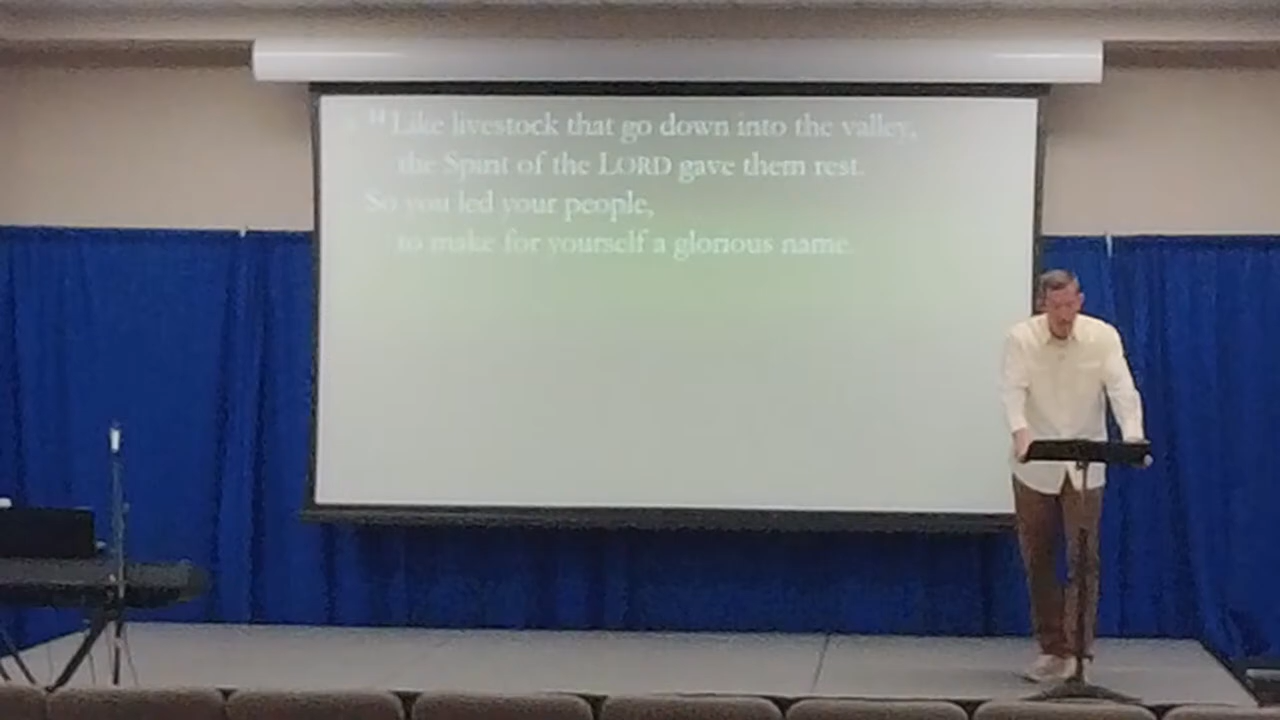 14 Like livestock that go down into the valley,
the Spirit of the LORD gave them rest.
So you led your people,
to make for yourself a glorious name.